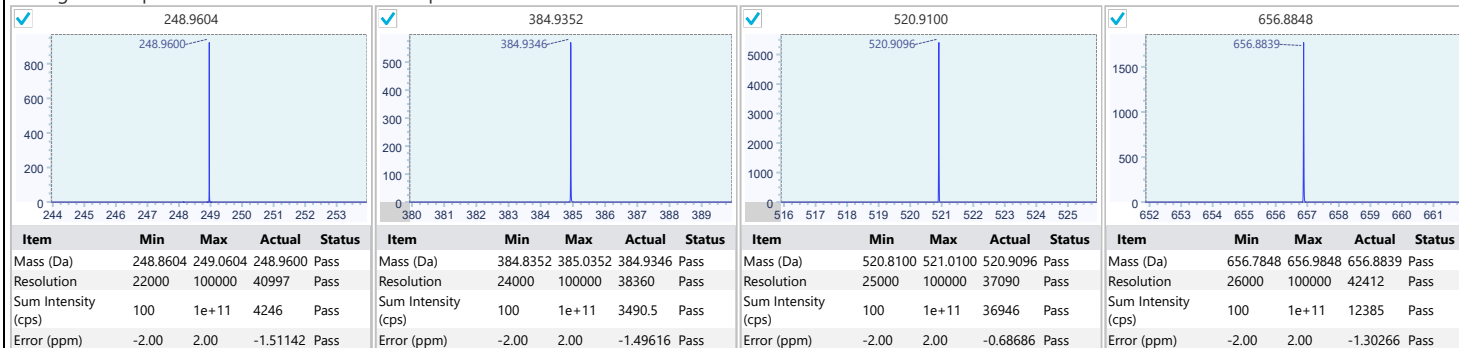 248.9604
248.9600
800
600
400
200
0
244 245 246 247 248 249 250 251 252 253
Item Min Max Actual Status
Mass (Da) 248.8604 249.0604 248.9600 Pass
Resolution 22000 100000 40997 Pass
Sum Intensity (cps) 100 1e+11 4246 Pass
Error (ppm) -2.00 2.00 -1.51142 Pass
384.9352
384.9346
500
400
300
200
100
0
380 381 382 383 384 385 386 387 388 389
Item Min Max Actual Status
Mass (Da) 384.8352 385.0352 384.9346 Pass
Resolution 24000 100000 38360 Pass
Sum Intensity (cps) 100 1e+11 3490.5 Pass
Error (ppm) -2.00 2.00 -1.49616 Pass
520.9100
520.9096
5000
4000
3000
2000
1000
0
516 517 518 519 520 521 522 523 524 525
Item Min Max Actual Status
Mass (Da) 520.8100 521.0100 520.9096 Pass
Resolution 25000 100000 37090 Pass
Sum Intensity (cps) 100 1e+11 36946 Pass
Error (ppm) -2.00 2.00 -0.68686 Pass
656.8848
656.8839
1500
1000
500
0
652 653 654 655 656 657 658 659 660 661
Item Min Max Actual Status
Mass (Da) 656.7848 656.9848 656.8839 Pass
Resolution 26000 100000 42412 Pass
Sum Intensity (cps) 100 1e+11 12385 Pass
Error (ppm) -2.00 2.00 -1.30266 Pass